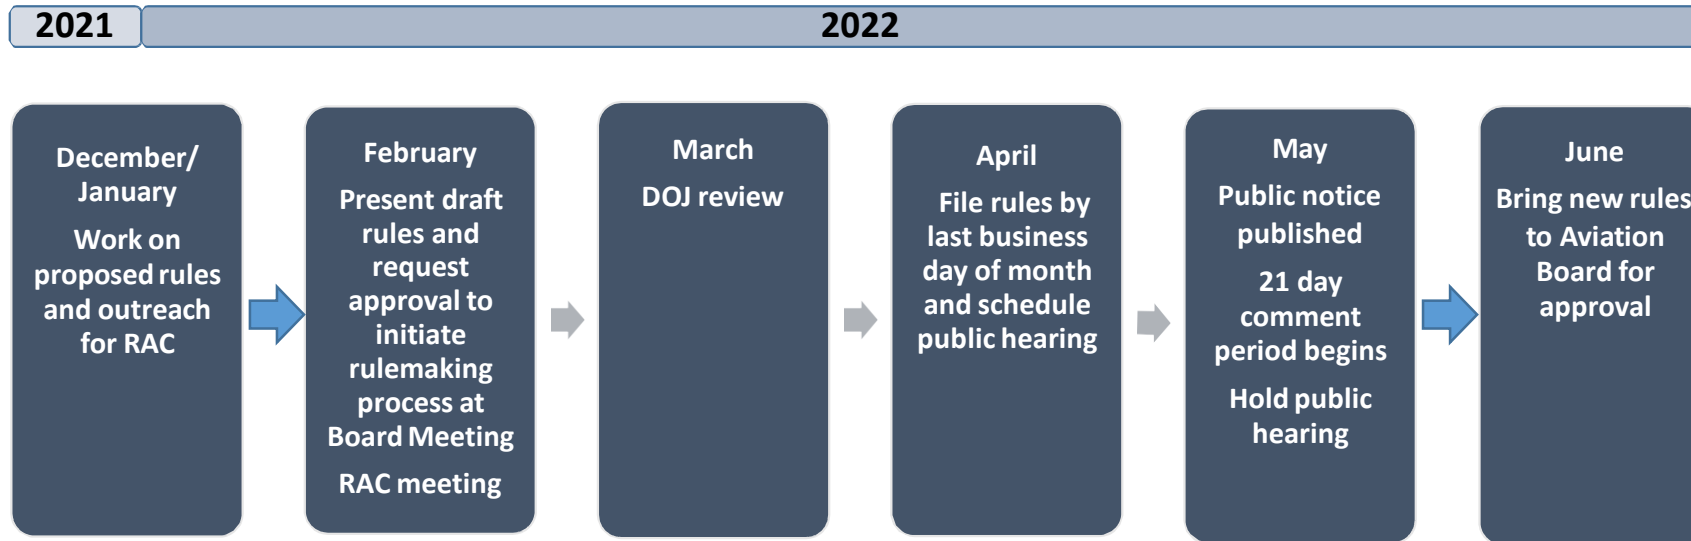 2021
2022
December/
January
Work on
proposed rules
and outreach
for RAC
February
Present draft
rules and
request
approval to
initiate
rulemaking
process at
Board Meeting
RAC meeting
March
DOJ review
April
File rules by
last business
day of month
and schedule
public hearing
May
Public notice
published
21 day
comment
period begins
Hold public
hearing
June
Bring new rules
to Aviation
Board for
approval